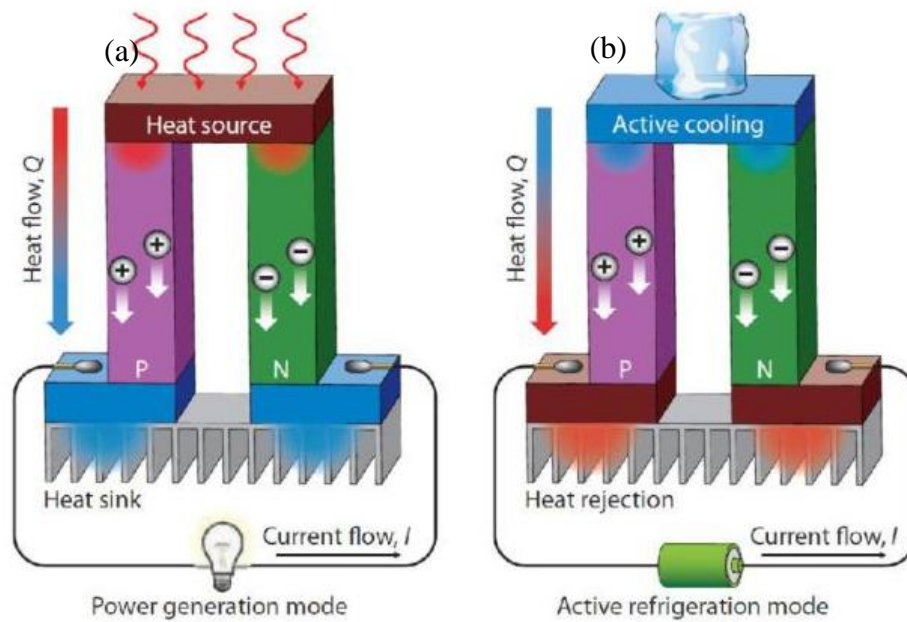 (a)
Heat source
Heat flow, Q
+
+
−
−
P
N
Heat sink
Current flow, I
Power generation mode
(b)
Active cooling
Heat flow, Q
+
+
−
−
P
N
Heat rejection
Current flow, I
Active refrigeration mode